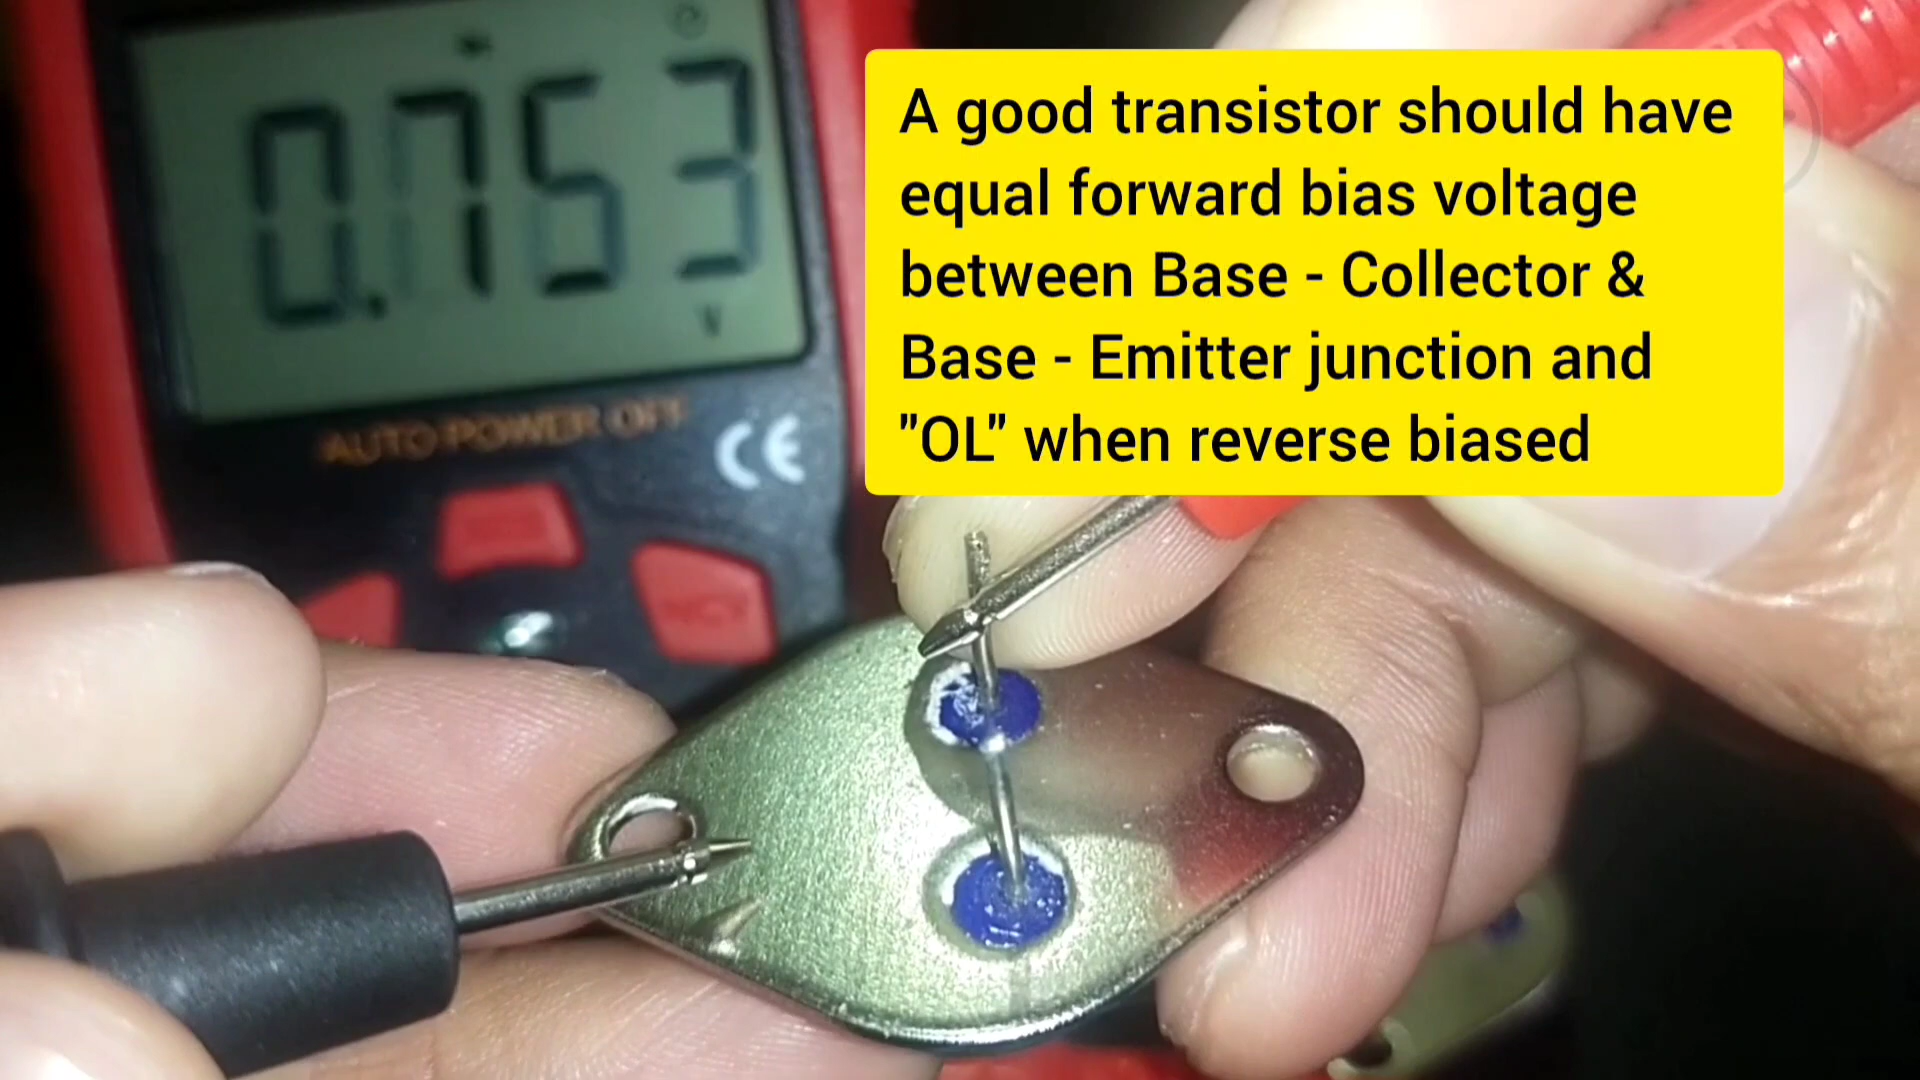 0.753
V
AUTO POWER OFF
CE
A good transistor should have
equal forward bias voltage
between Base - Collector &
Base - Emitter junction and
"OL" when reverse biased